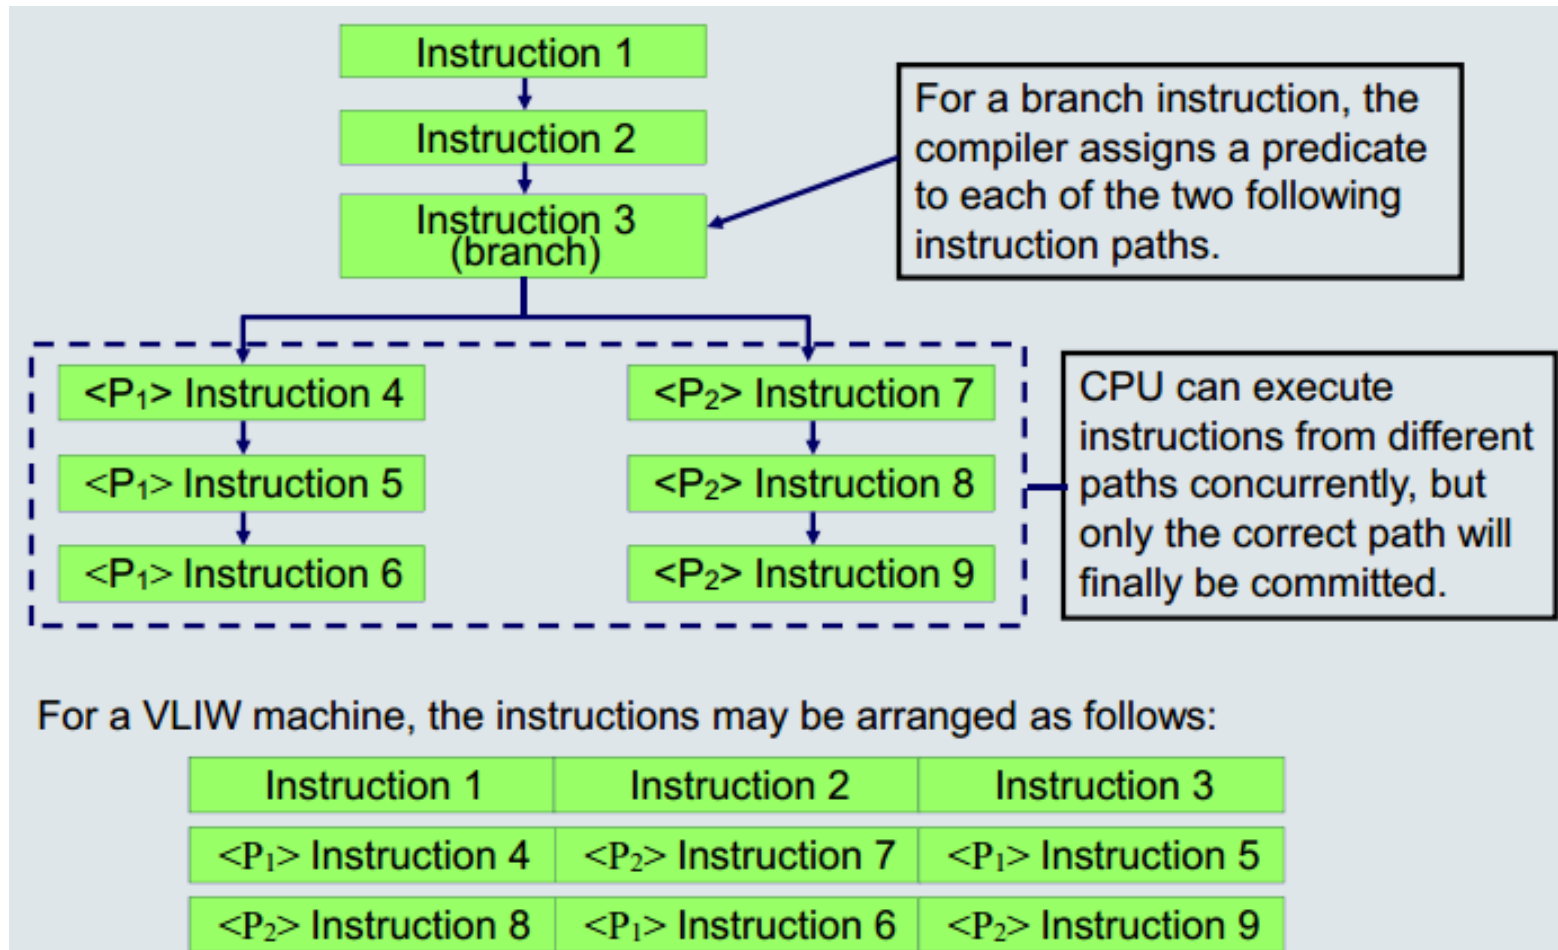 Instruction 1
Instruction 2
Instruction 3
(branch)
For a branch instruction, the
compiler assigns a predicate
to each of the two following
instruction paths.
<P₁> Instruction 4
<P₂> Instruction 7
<P₁> Instruction 5
<P₂> Instruction 8
<P₁> Instruction 6
<P₂> Instruction 9
CPU can execute
instructions from different
paths concurrently, but
only the correct path will
finally be committed.
For a VLIW machine, the instructions may be arranged as follows:
Instruction 1 Instruction 2 Instruction 3
<P₁> Instruction 4 <P₂> Instruction 7 <P₁> Instruction 5
<P₂> Instruction 8 <P₁> Instruction 6 <P₂> Instruction 9